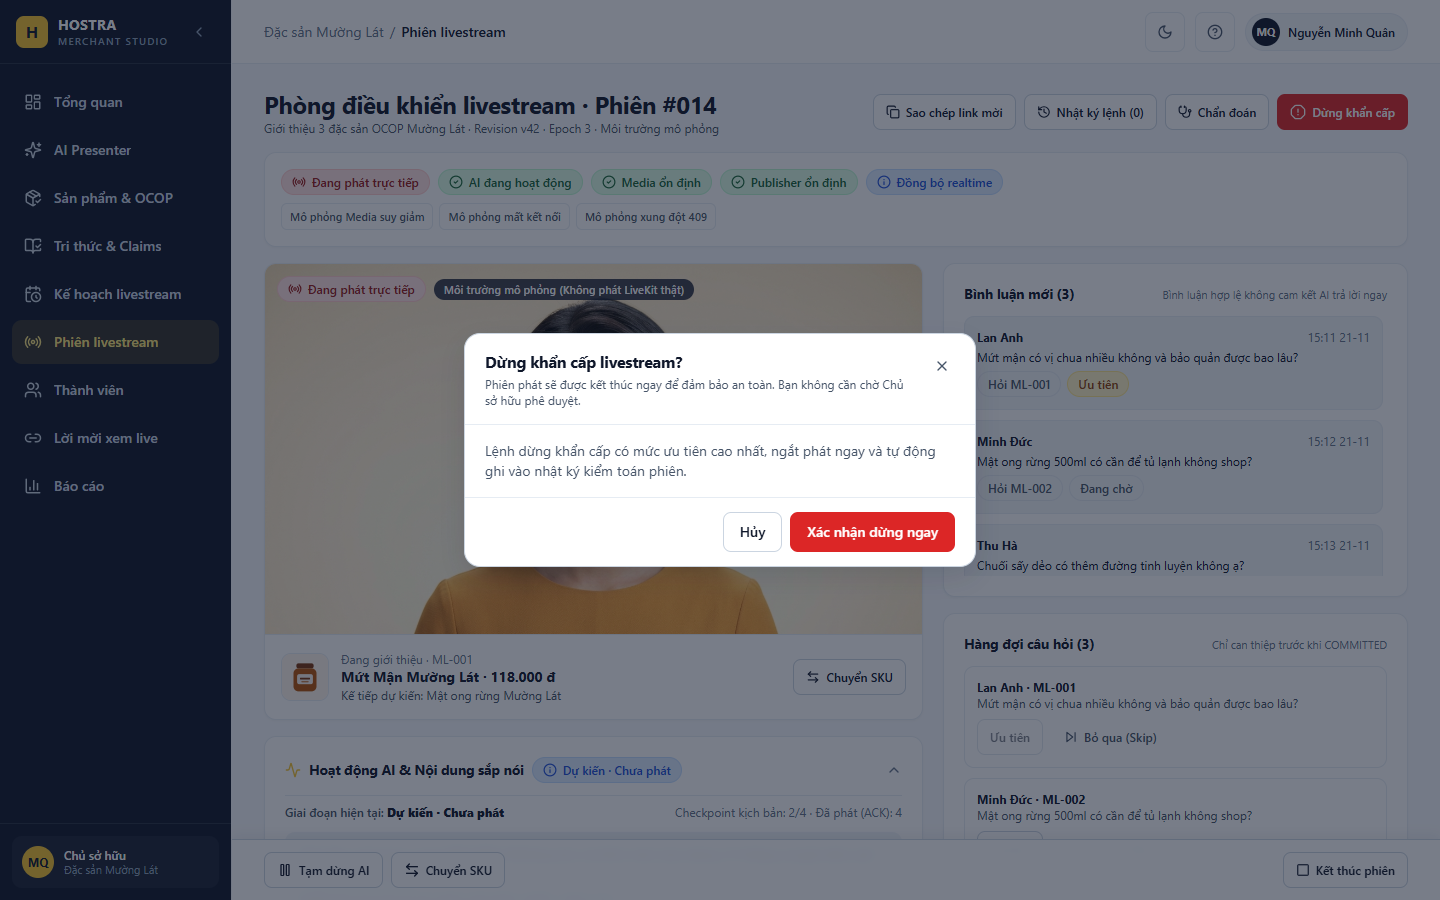 H
HOSTRA
MERCHANT STUDIO
Tổng quan
AI Presenter
Sản phẩm & OCOP
Tri thức & Claims
Kế hoạch livestream
Phiên livestream
Thành viên
Lời mời xem live
Báo cáo
MQ
Chủ sở hữu
Đặc sản Mường Lát
Đặc sản Mường Lát / Phiên livestream
MQ Nguyễn Minh Quân
Phòng điều khiển livestream · Phiên #014
Giới thiệu 3 đặc sản OCOP Mường Lát · Revision v42 · Epoch 3 · Môi trường mô phỏng
Sao chép link mời
Nhật ký lệnh (0)
Chẩn đoán
Dừng khẩn cấp
Đang phát trực tiếp
AI đang hoạt động
Media ổn định
Publisher ổn định
Đồng bộ realtime
Mô phỏng Media suy giảm
Mô phỏng mất kết nối
Mô phỏng xung đột 409
Đang phát trực tiếp
Môi trường mô phỏng (Không phát LiveKit thật)
Dừng khẩn cấp livestream?
Phiên phát sẽ được kết thúc ngay để đảm bảo an toàn. Bạn không cần chờ Chủ
sở hữu phê duyệt.
Lệnh dừng khẩn cấp có mức ưu tiên cao nhất, ngắt phát ngay và tự động
ghi vào nhật ký kiểm toán phiên.
Hủy
Xác nhận dừng ngay
Đang giới thiệu · ML-001
Mứt Mận Mường Lát · 118.000 đ
Kế tiếp dự kiến: Mật ong rừng Mường Lát
Chuyển SKU
Hoạt động AI & Nội dung sắp nói
Dự kiến · Chưa phát
Giai đoạn hiện tại: Dự kiến · Chưa phát
Checkpoint kịch bản: 2/4 · Đã phát (ACK): 4
Bình luận mới (3)
Bình luận hợp lệ không cam kết AI trả lời ngay
Lan Anh
15:11 21-11
Mứt mận có vị chua nhiều không và bảo quản được bao lâu?
Hỏi ML-001
Ưu tiên
Minh Đức
15:12 21-11
Mật ong rừng 500ml có cần để tủ lạnh không shop?
Hỏi ML-002
Đang chờ
Thu Hà
15:13 21-11
Chuối sấy dẻo có thêm đường tinh luyện không ạ?
Hàng đợi câu hỏi (3)
Chỉ can thiệp trước khi COMMITTED
Lan Anh · ML-001
Mứt mận có vị chua nhiều không và bảo quản được bao lâu?
Ưu tiên
Bỏ qua (Skip)
Minh Đức · ML-002
Mật ong rừng 500ml có cần để tủ lạnh không shop?
Tạm dừng AI
Chuyển SKU
Kết thúc phiên